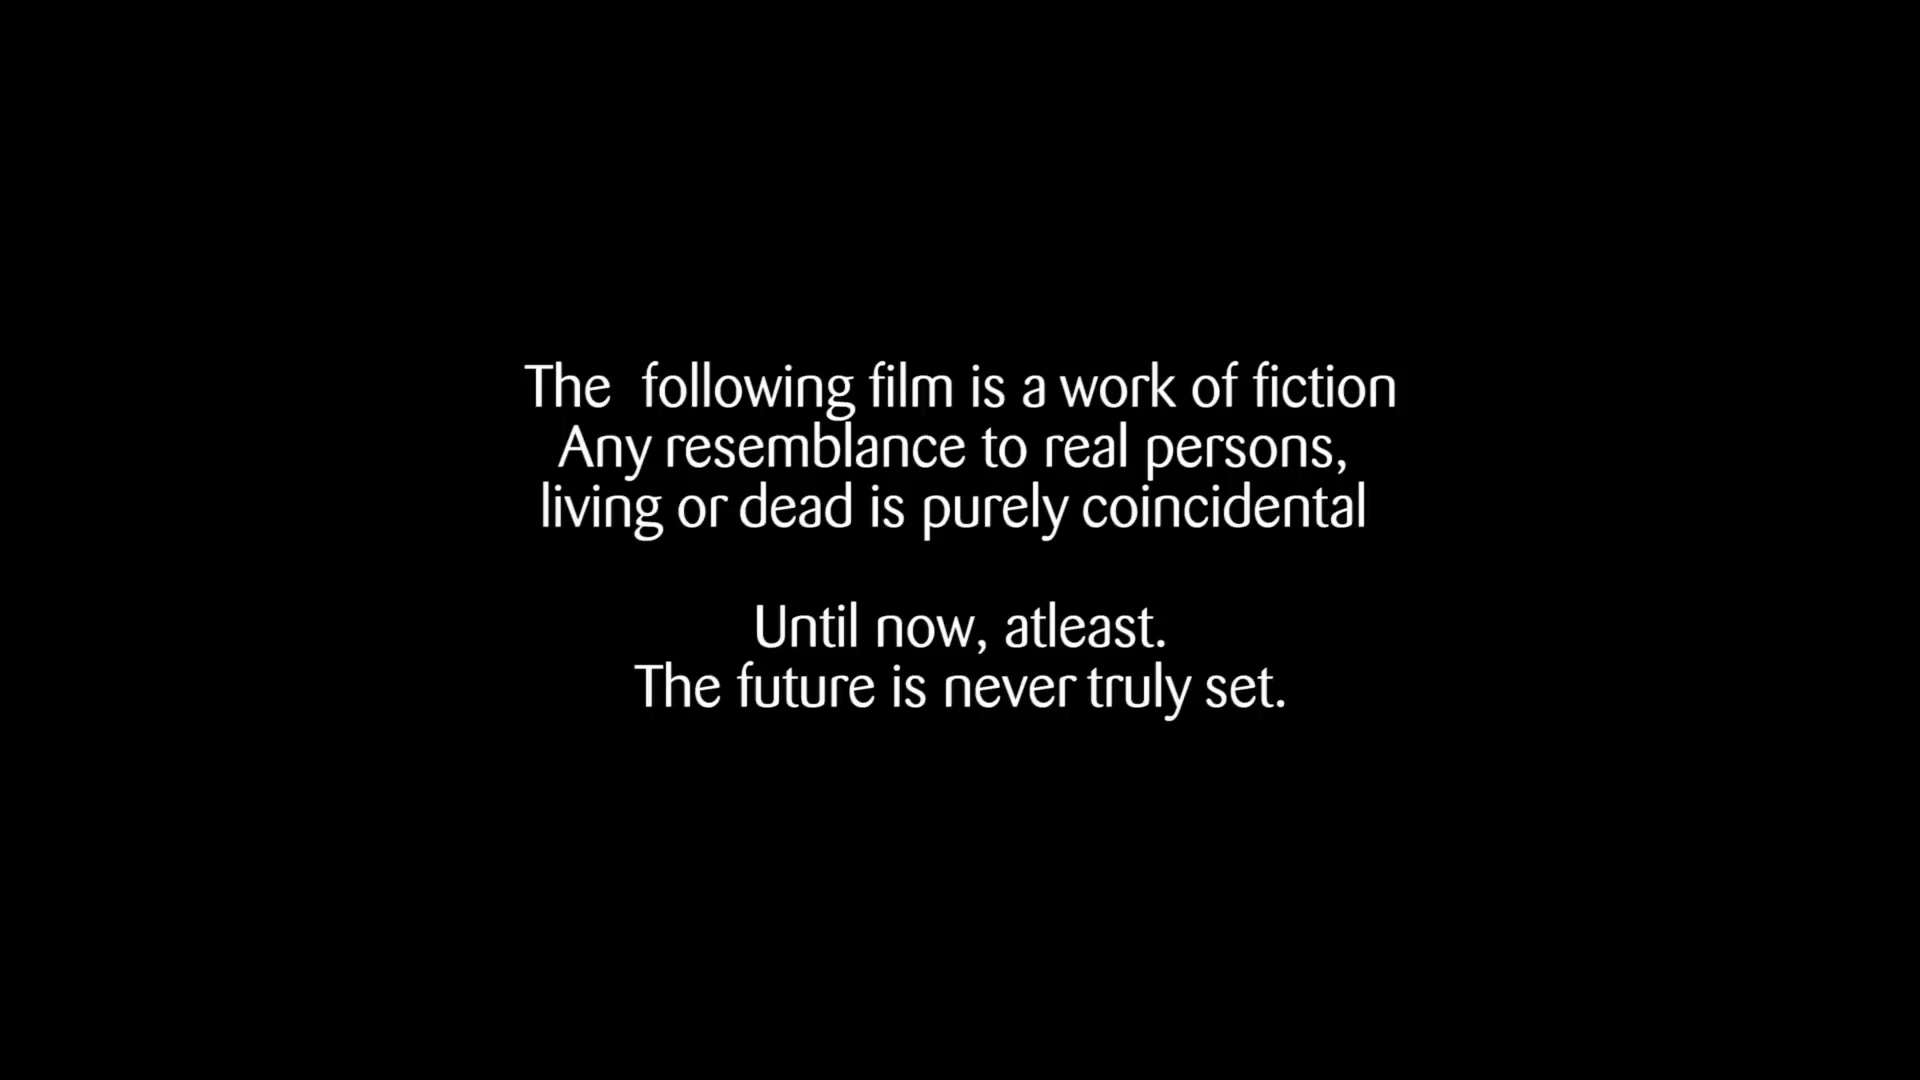 The  following film is a work of fiction
Any resemblance to real persons,
living or dead is purely coincidental
Until now, atleast.
The future is never truly set.